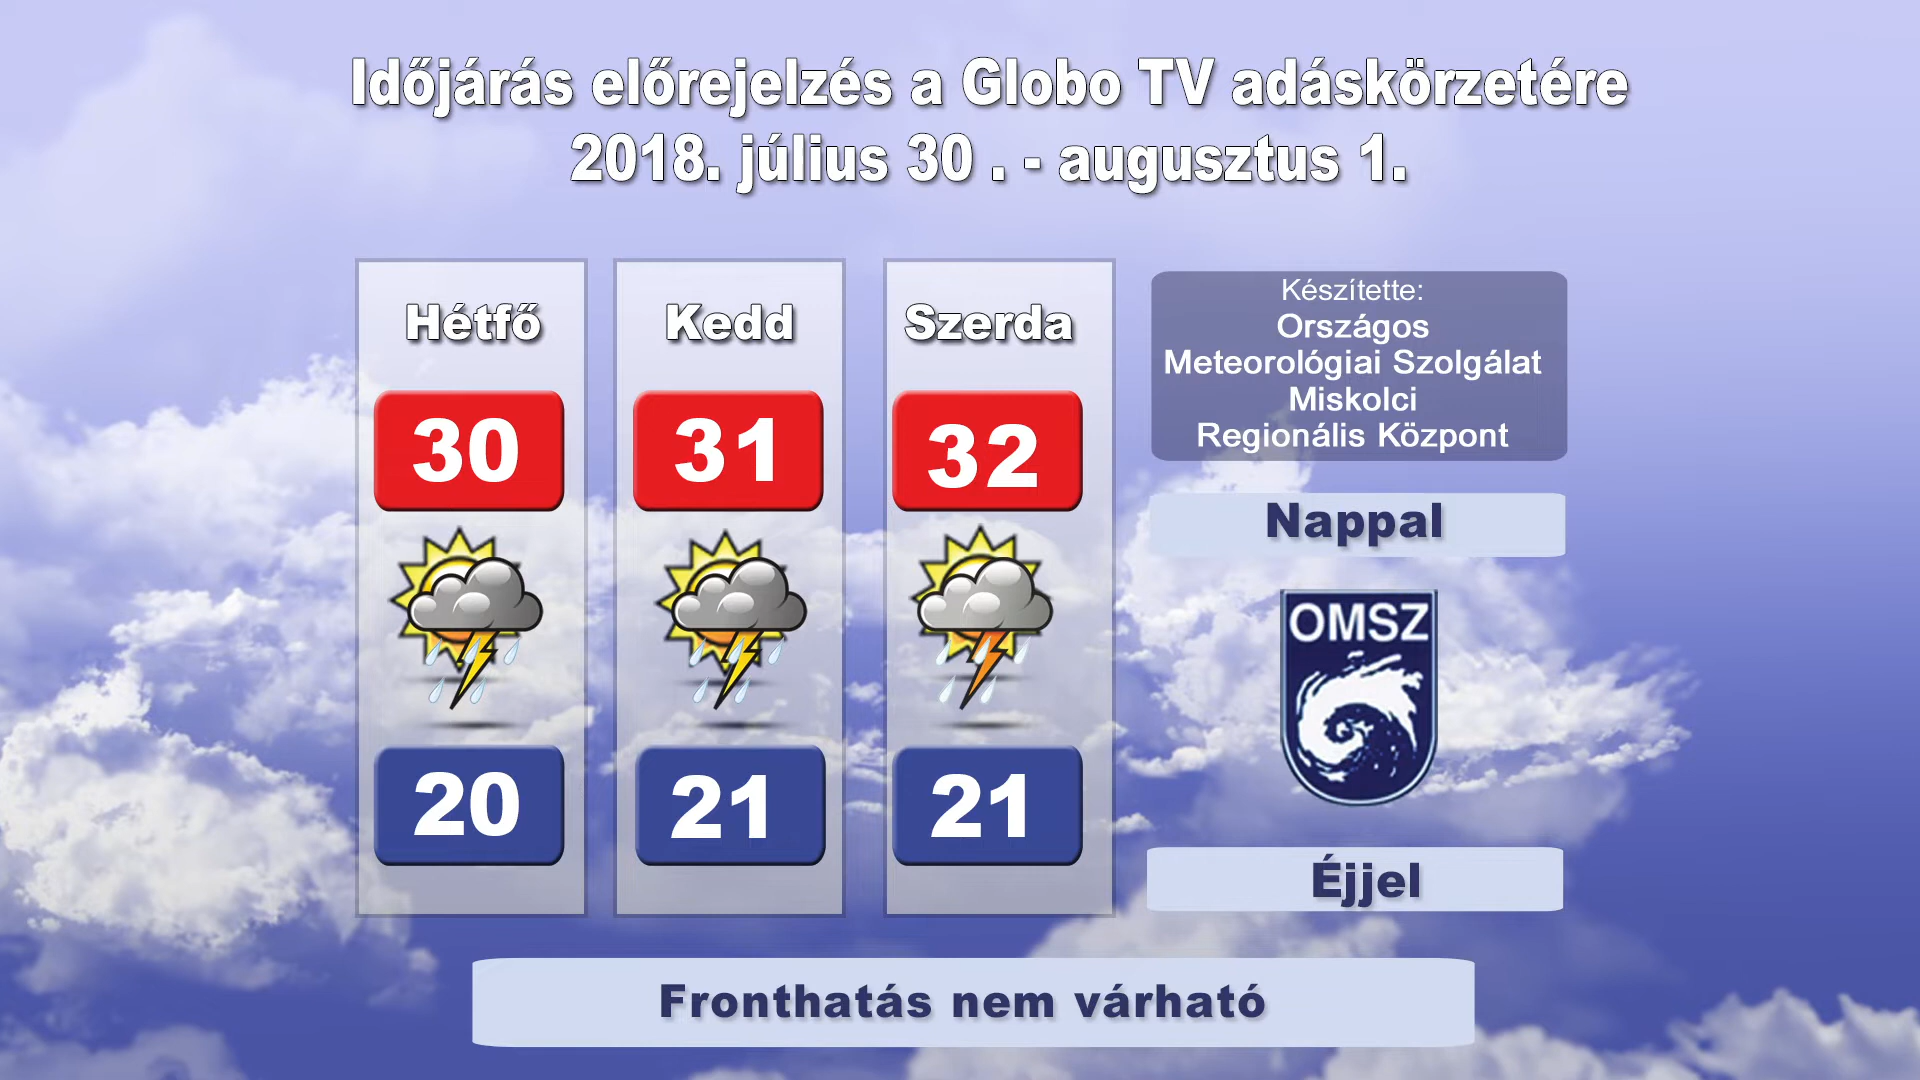 Időjárás előrejelzés a Globo TV adáskörzetére
2018. július 30 . - augusztus 1.
Hétfő
Kedd
Szerda
30
31
32
20
21
21
Készítette:
Országos
Meteorológiai Szolgálat
Miskolci
Regionális Központ
Nappal
OMSZ
Éjjel
Fronthatás nem várható